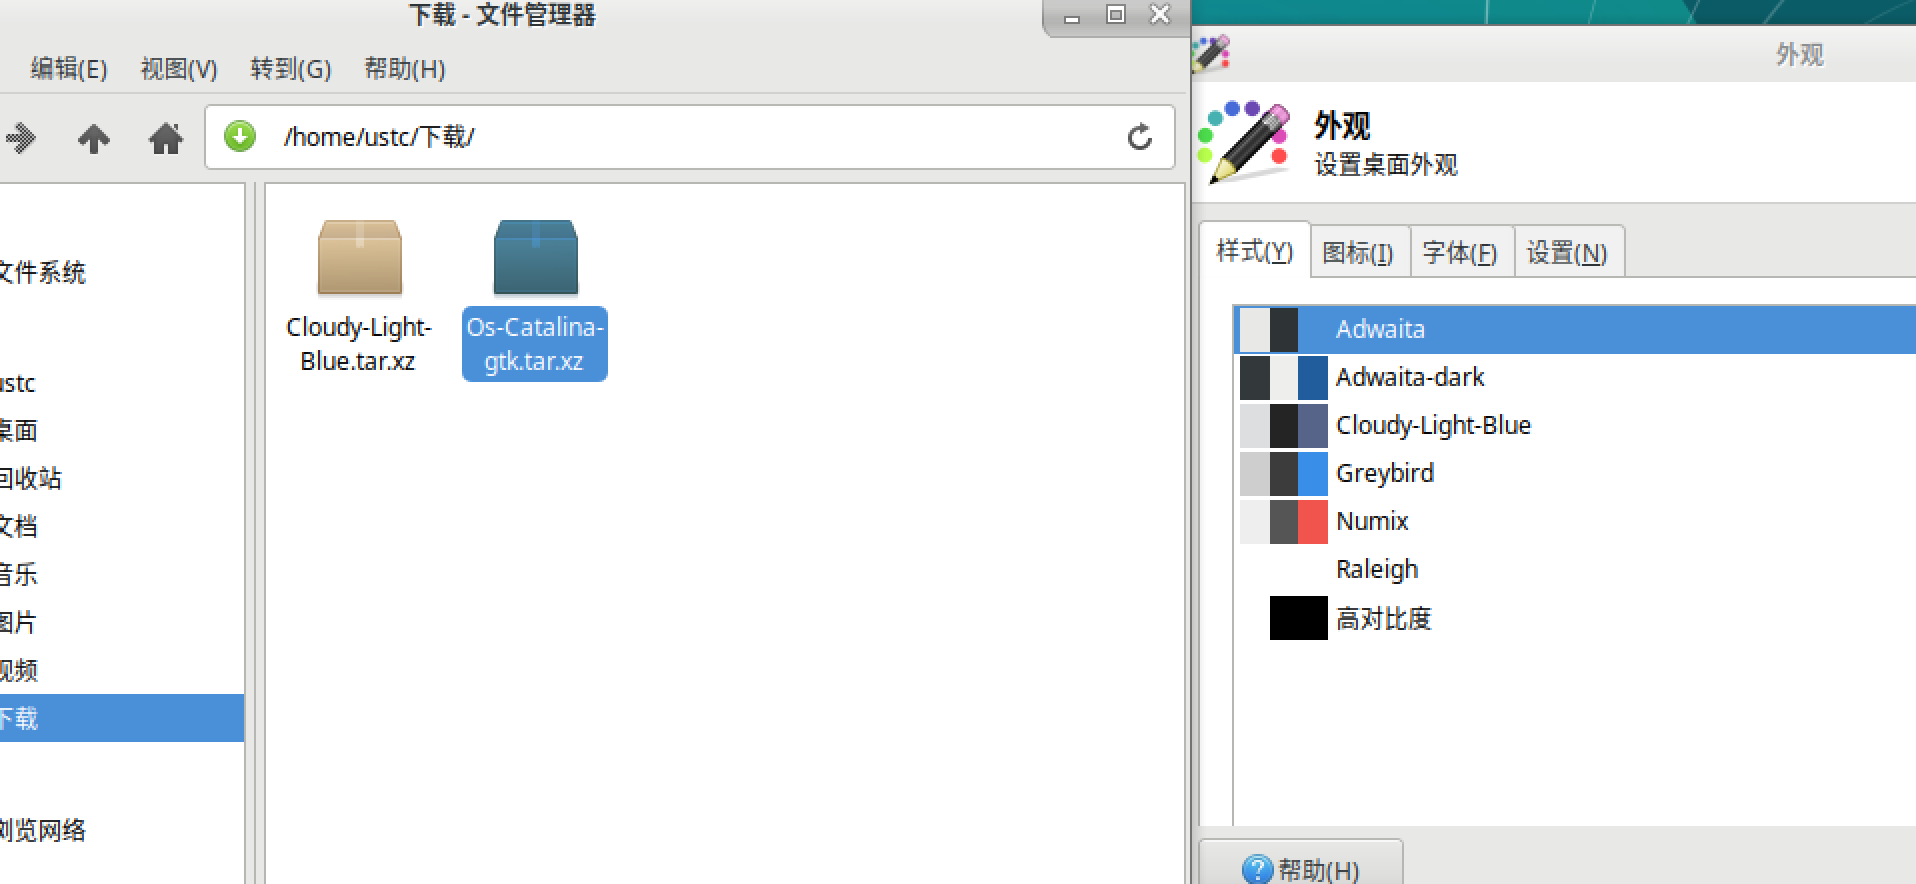 下载 - 文件管理器
编辑(E) 视图(V) 转到(G) 帮助(H)
/home/ustc/下载/
文件系统
ustc
桌面
回收站
文档
音乐
图片
视频
下载
浏览网络
Cloudy-Light-
Blue.tar.xz
Os-Catalina-
gtk.tar.xz
外观
外观
设置桌面外观
样式(Y) 图标(I) 字体(F) 设置(N)
Adwaita
Adwaita-dark
Cloudy-Light-Blue
Greybird
Numix
Raleigh
高对比度
帮助(H)